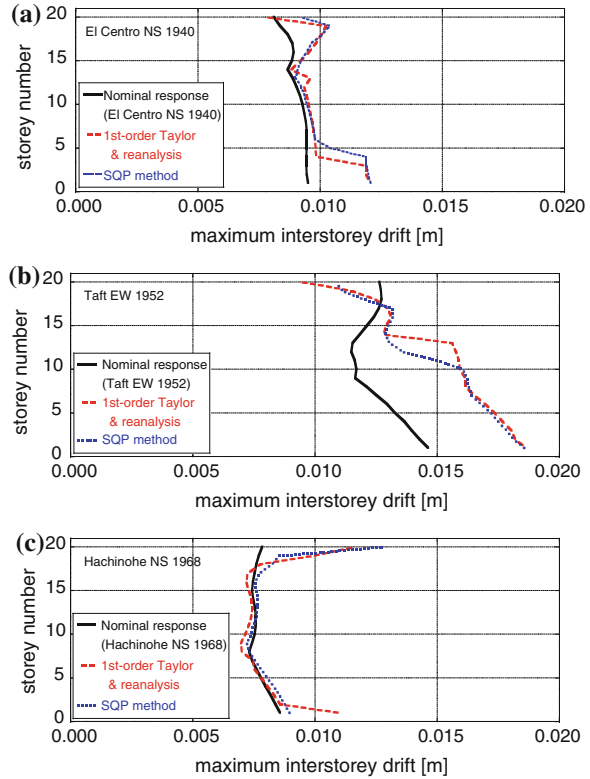 (a)
El Centro NS 1940
20
15
10
5
0
storey number
Nominal response
(El Centro NS 1940)
1st-order Taylor
& reanalysis
SQP method
0.000 0.005 0.010 0.015 0.020
maximum interstorey drift [m]
(b)
Taft EW 1952
20
15
10
5
0
storey number
Nominal response
(Taft EW 1952)
1st-order Taylor
& reanalysis
SQP method
0.000 0.005 0.010 0.015 0.020
maximum interstorey drift [m]
(c)
Hachinohe NS 1968
20
15
10
5
0
storey number
Nominal response
(Hachinohe NS 1968)
1st-order Taylor
& reanalysis
SQP method
0.000 0.005 0.010 0.015 0.020
maximum interstorey drift [m]